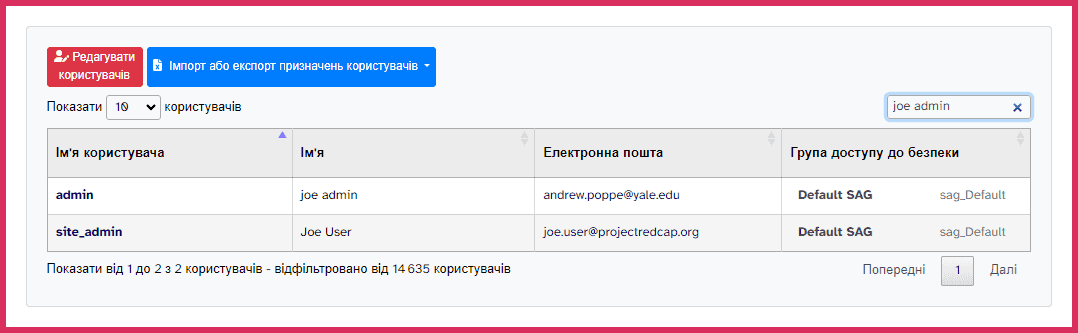 Редагувати
користувачів
Імпорт або експорт призначень користувачів
Показати 10 користувачів
joe admin
Ім'я користувача Ім'я Електронна пошта Група доступу до безпеки
admin joe admin andrew.poppe@yale.edu Default SAG sag_Default
site_admin Joe User joe.user@projectredcap.org Default SAG sag_Default
Показати від 1 до 2 з 2 користувачів - відфільтровано від 14 635 користувачів
Попередні 1 Далі